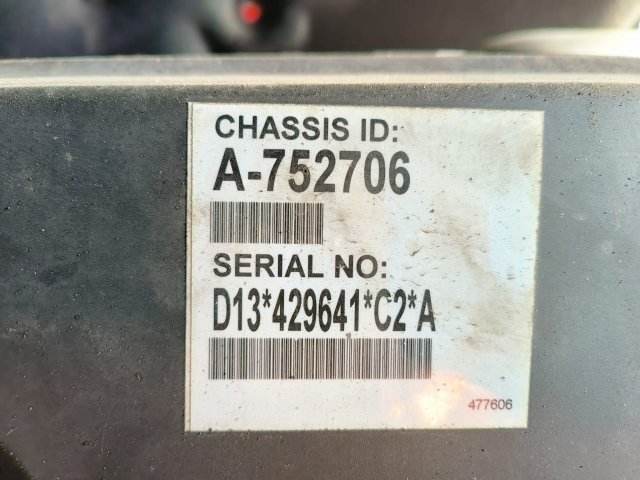 CHASSIS ID:
A-752706
SERIAL NO:
D13*429641*C2*A
477606